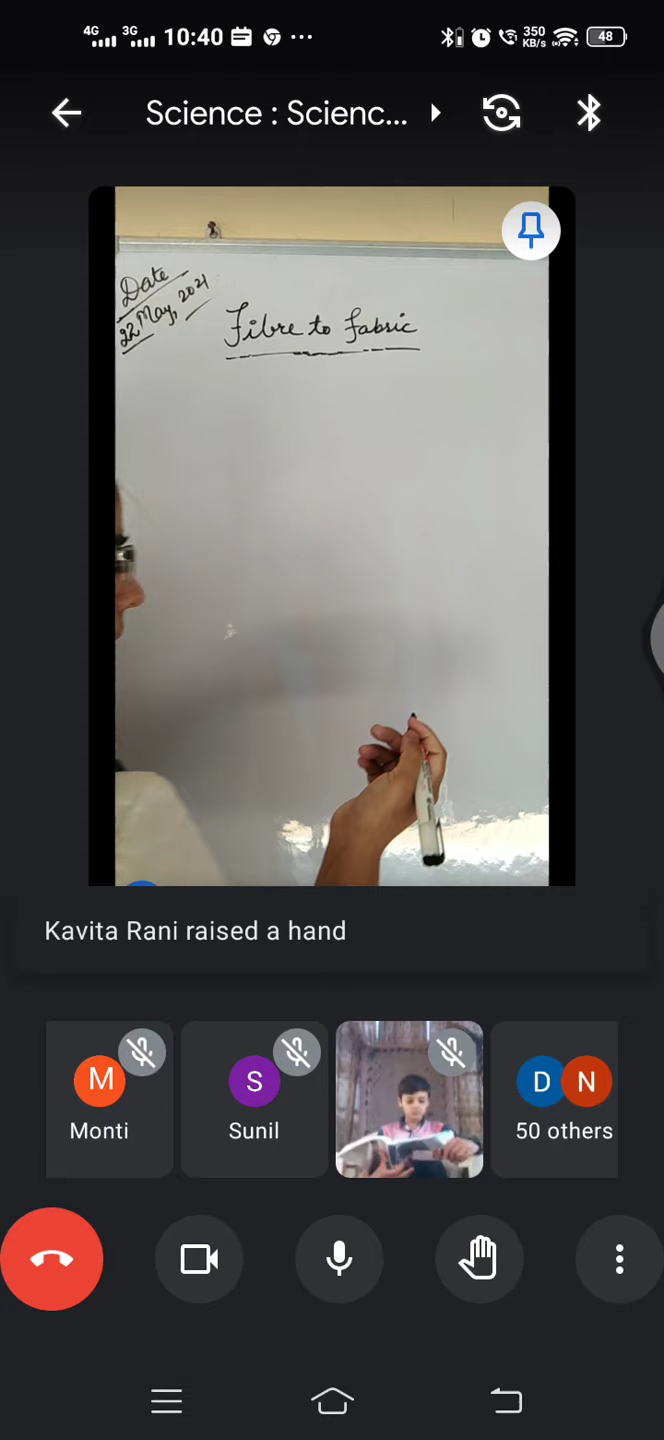 4G 3G 10:40 350 KB/s 48
Science : Scienc...
Date
22 May, 2021
Fibre to fabric
Kavita Rani raised a hand
M S D N
Monti Sunil 50 others